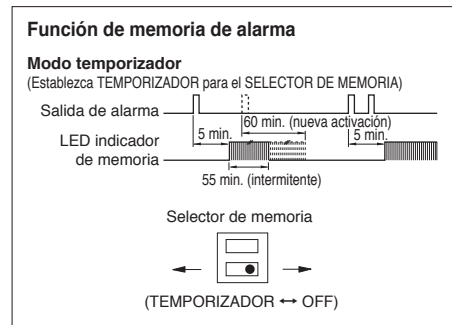 Función de memoria de alarma
Modo temporizador
(Establezca TEMPORIZADOR para el SELECTOR DE MEMORIA)
Salida de alarma
5 min.
60 min. (nueva activación)
5 min.
LED indicador
de memoria
55 min. (intermitente)
Selector de memoria
(TEMPORIZADOR ↔ OFF)